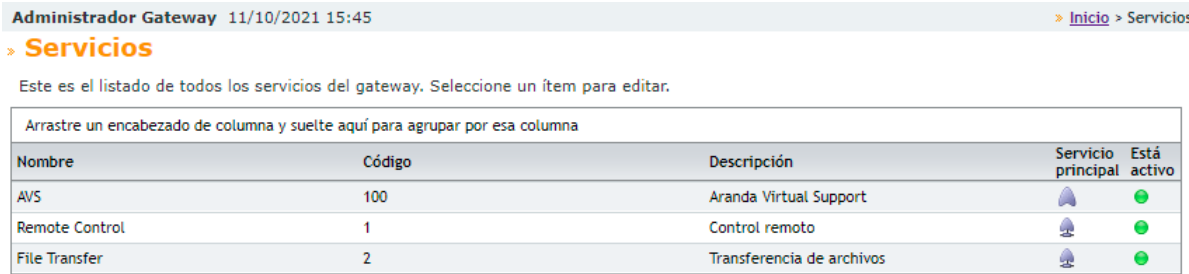 Administrador Gateway 11/10/2021 15:45 » Inicio > Servicios
» Servicios
Este es el listado de todos los servicios del gateway. Seleccione un ítem para editar.
Arrastre un encabezado de columna y suelte aquí para agrupar por esa columna
Nombre Código Descripción Servicio principal Está activo
AVS 100 Aranda Virtual Support
Remote Control 1 Control remoto
File Transfer 2 Transferencia de archivos